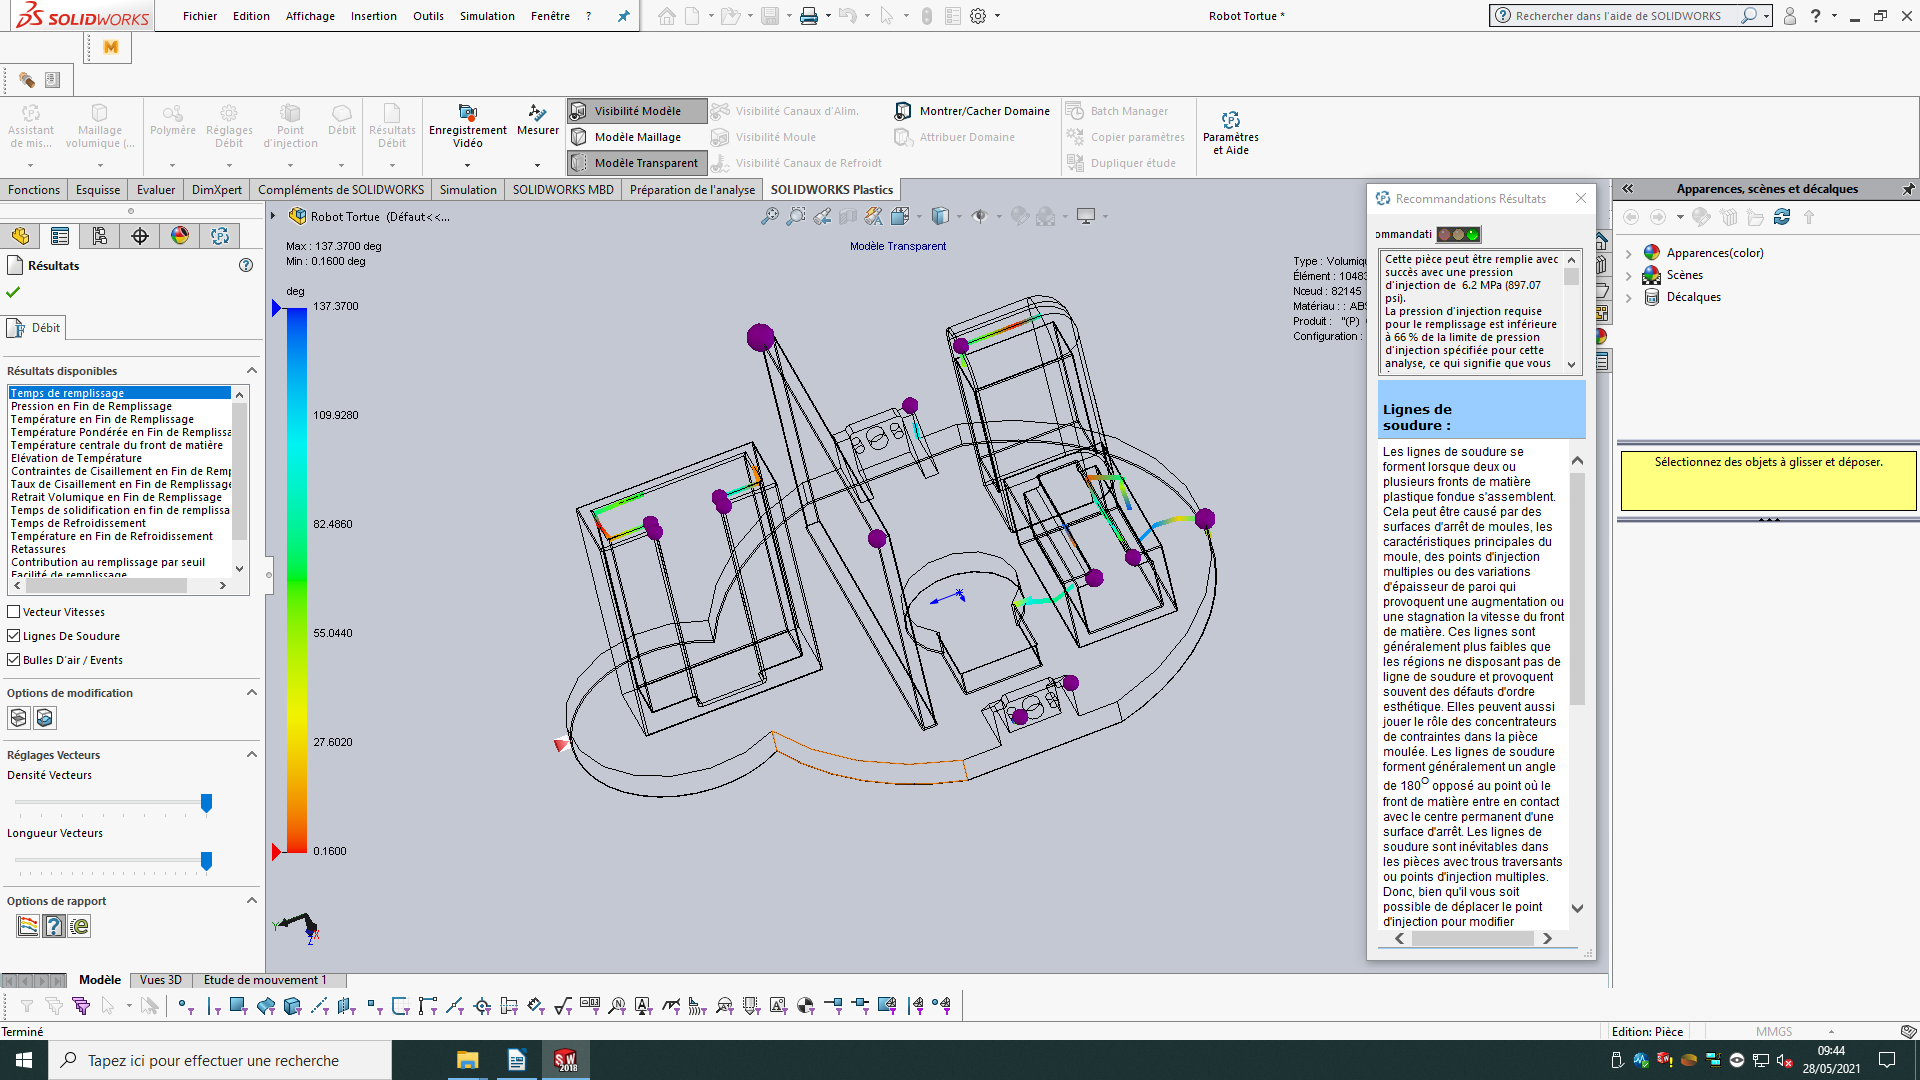 SOLIDWORKS
Fichier
Edition
Affichage
Insertion
Outils
Simulation
Fenêtre
?
Robot Tortue *
Rechercher dans l'aide de SOLIDWORKS
?
M
Assistant de mis...
Maillage volumique (...
Polymère
Réglages Débit
Point d'injection
Débit
Résultats Débit
Enregistrement Vidéo
Mesurer
Visibilité Modèle
Modèle Maillage
Modèle Transparent
Visibilité Canaux d'Alim.
Visibilité Moule
Visibilité Canaux de Refroidt
Montrer/Cacher Domaine
Attribuer Domaine
Batch Manager
Copier paramètres
Dupliquer étude
Paramètres et Aide
Fonctions
Esquisse
Evaluer
DimXpert
Compléments de SOLIDWORKS
Simulation
SOLIDWORKS MBD
Préparation de l'analyse
SOLIDWORKS Plastics
Résultats
Débit
Résultats disponibles
Temps de remplissage
Pression en Fin de Remplissage
Température en Fin de Remplissage
Température Pondérée en Fin de Remplissa
Température centrale du front de matière
Elévation de Température
Contraintes de Cisaillement en Fin de Remp
Taux de Cisaillement en Fin de Remplissage
Retrait Volumique en Fin de Remplissage
Temps de solidification en fin de remplissa
Temps de Refroidissement
Température en Fin de Refroidissement
Retassures
Contribution au remplissage par seuil
Facilité de remplissage
Vecteur Vitesses
Lignes De Soudure
Bulles D'air / Events
Options de modification
Réglages Vecteurs
Densité Vecteurs
Longueur Vecteurs
Options de rapport
Robot Tortue (Défaut<<...
Max : 137.3700 deg
Min : 0.1600 deg
deg
137.3700
109.9280
82.4860
55.0440
27.6020
0.1600
Modèle Transparent
Type : Volumiq
Élément : 10483
Nœud : 82145
Matériau : : ABS
Produit : "(P)
Configuration :
Y
X
Z
Recommandations Résultats
ommandati
Cette pièce peut être remplie avec
succès avec une pression
d'injection de 6.2 MPa (897.07
psi).
La pression d'injection requise
pour le remplissage est inférieure
à 66 % de la limite de pression
d'injection spécifiée pour cette
analyse, ce qui signifie que vous
Lignes de
soudure :
Les lignes de soudure se
forment lorsque deux ou
plusieurs fronts de matière
plastique fondue s'assemblent.
Cela peut être causé par des
surfaces d'arrêt de moules, les
caractéristiques principales du
moule, des points d'injection
multiples ou des variations
d'épaisseur de paroi qui
provoquent une augmentation ou
une stagnation la vitesse du front
de matière. Ces lignes sont
généralement plus faibles que
les régions ne disposant pas de
ligne de soudure et provoquent
souvent des défauts d'ordre
esthétique. Elles peuvent aussi
jouer le rôle des concentrateurs
de contraintes dans la pièce
moulée. Les lignes de soudure
forment généralement un angle
de 180O opposé au point où le
front de matière entre en contact
avec le centre permanent d'une
surface d'arrêt. Les lignes de
soudure sont inévitables dans
les pièces avec trous traversants
ou points d'injection multiples.
Donc, bien qu'il vous soit
possible de déplacer le point
d'injection pour modifier
Apparences, scènes et décalques
Apparences(color)
Scènes
Décalques
Sélectionnez des objets à glisser et déposer.
Modèle
Vues 3D
Etude de mouvement 1
Terminé
Edition: Pièce
MMGS
Tapez ici pour effectuer une recherche
SW
2018
09:44
28/05/2021